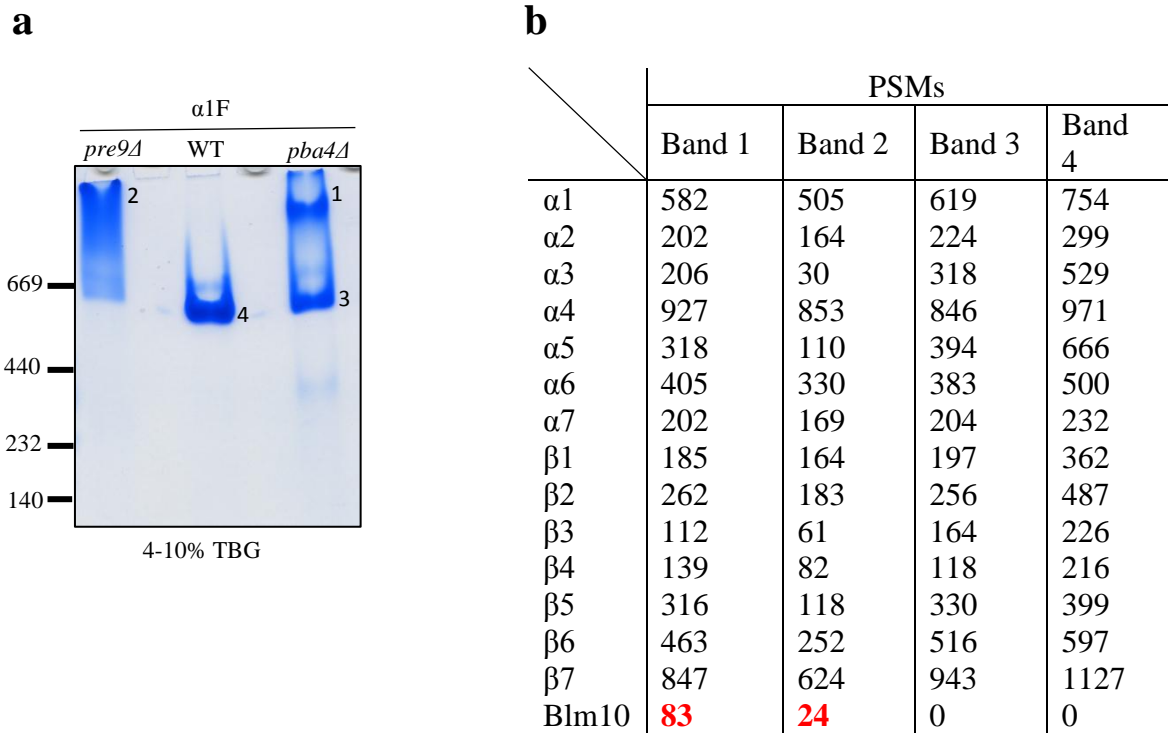 a
α1F
pre9Δ WT pba4Δ
2
1
669
3
4
440
232
140
4-10% TBG
b
PSMs
Band 1 Band 2 Band 3 Band 4
α1 582 505 619 754
α2 202 164 224 299
α3 206 30 318 529
α4 927 853 846 971
α5 318 110 394 666
α6 405 330 383 500
α7 202 169 204 232
β1 185 164 197 362
β2 262 183 256 487
β3 112 61 164 226
β4 139 82 118 216
β5 316 118 330 399
β6 463 252 516 597
β7 847 624 943 1127
Blm10 83 24 0 0